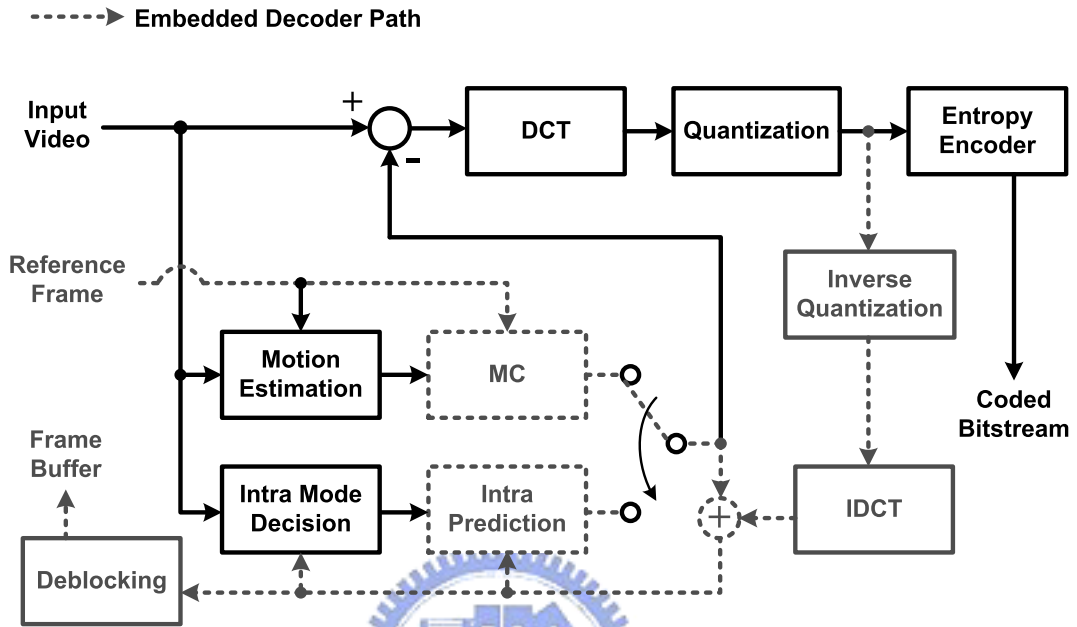 Embedded Decoder Path
Input
Video
+
-
DCT
Quantization
Entropy
Encoder
Reference
Frame
Inverse
Quantization
Motion
Estimation
MC
Coded
Bitstream
Frame
Buffer
Intra Mode
Decision
Intra
Prediction
+
IDCT
Deblocking